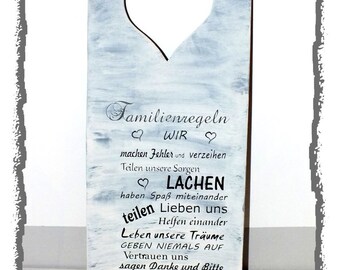 Familienregeln
WIR
machen Fehler und verzeihen
Teilen unsere Sorgen
LACHEN
haben Spaß miteinander
teilen Lieben uns
Helfen einander
Leben unsere Träume
GEBEN NIEMALS AUF
Vertrauen uns
sagen Danke und Bitte